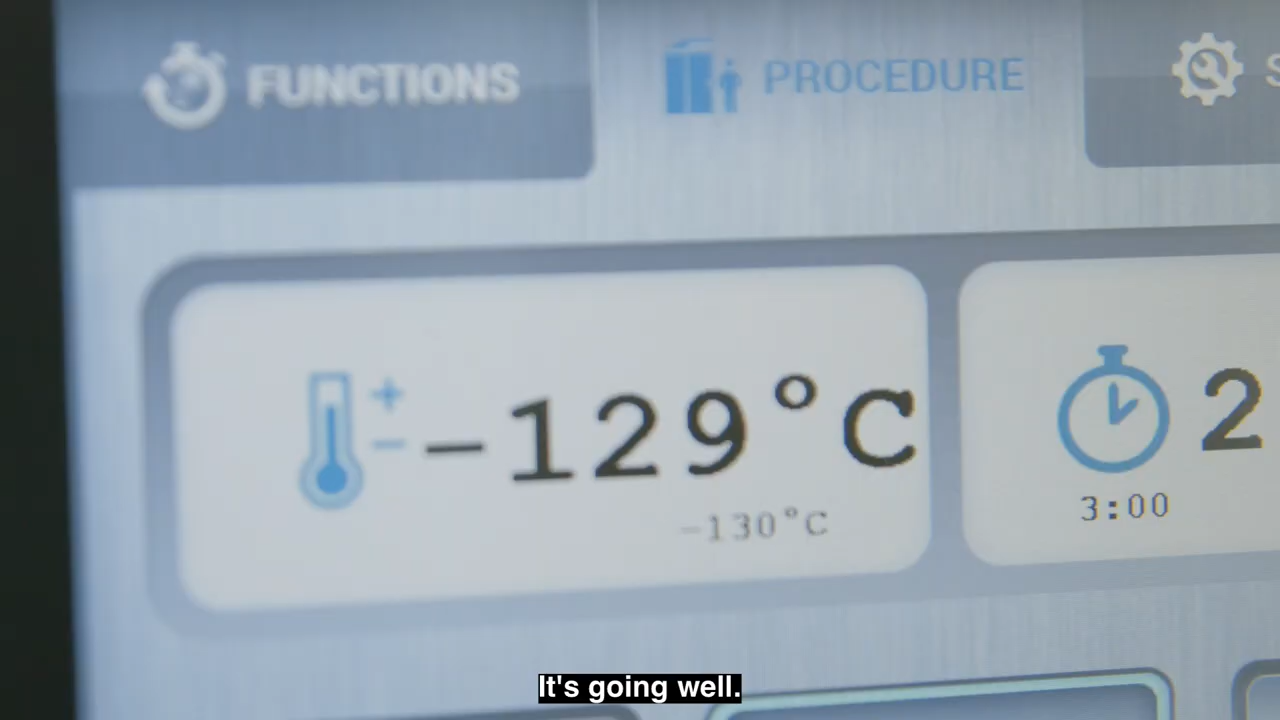 FUNCTIONS
PROCEDURE
S
-129°C
-130°C
2
3:00
It's going well.